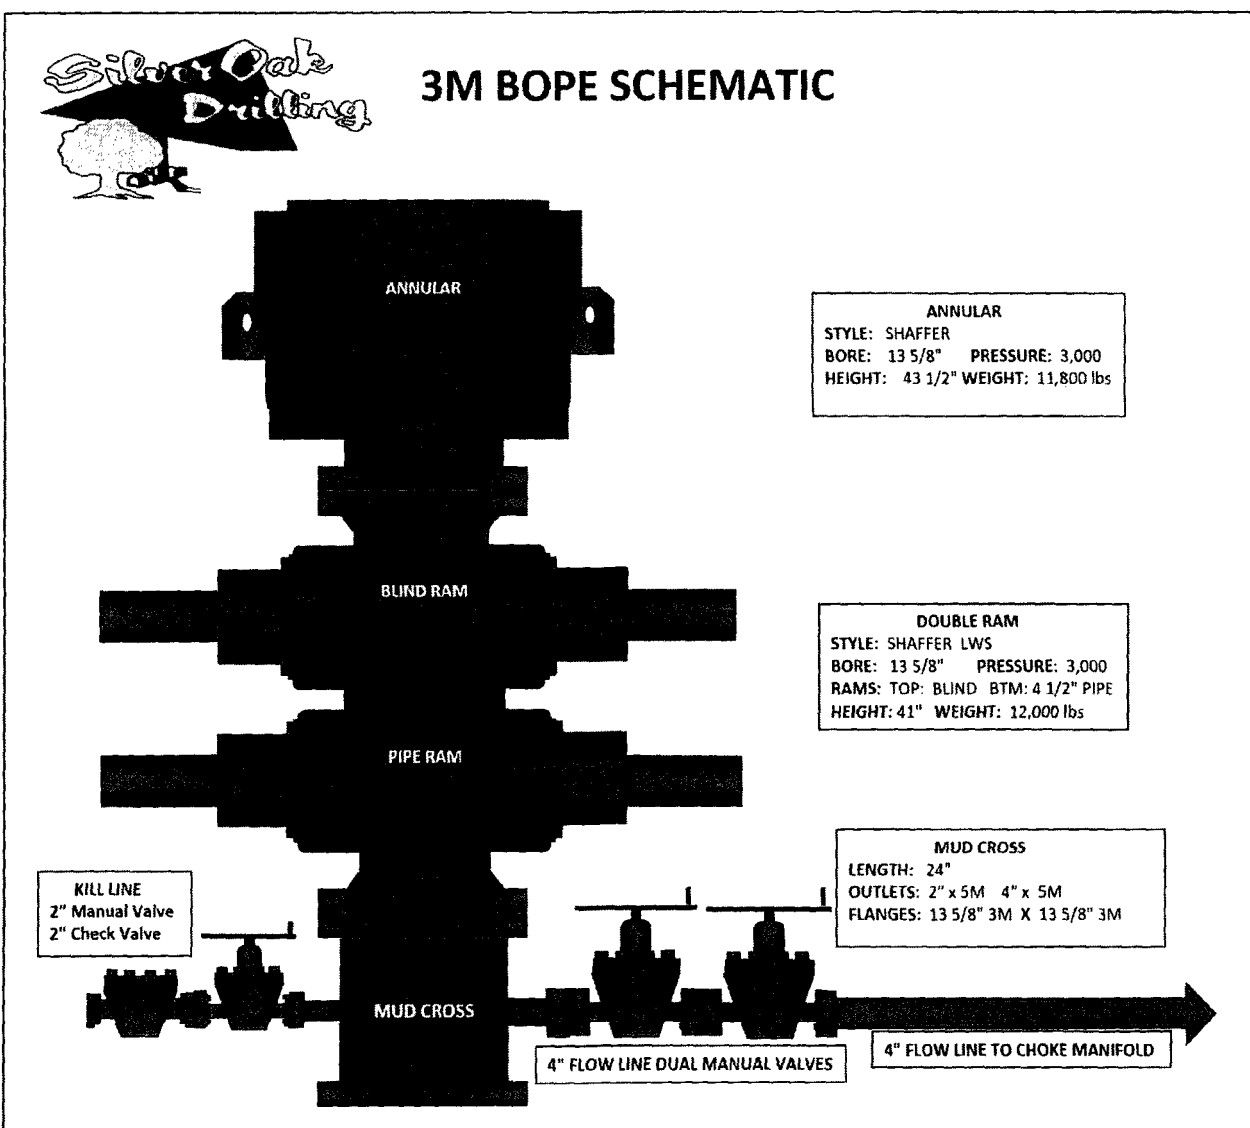 Silver Oak
Drilling
3M BOPE SCHEMATIC
ANNULAR
ANNULAR
STYLE: SHAFFER
BORE: 13 5/8" PRESSURE: 3,000
HEIGHT: 43 1/2" WEIGHT: 11,800 lbs
BLIND RAM
DOUBLE RAM
STYLE: SHAFFER LWS
BORE: 13 5/8" PRESSURE: 3,000
RAMS: TOP: BLIND BTM: 4 1/2" PIPE
HEIGHT: 41" WEIGHT: 12,000 lbs
PIPE RAM
MUD CROSS
LENGTH: 24"
OUTLETS: 2" x 5M 4" x 5M
FLANGES: 13 5/8" 3M X 13 5/8" 3M
KILL LINE
2" Manual Valve
2" Check Valve
MUD CROSS
4" FLOW LINE DUAL MANUAL VALVES
4" FLOW LINE TO CHOKE MANIFOLD